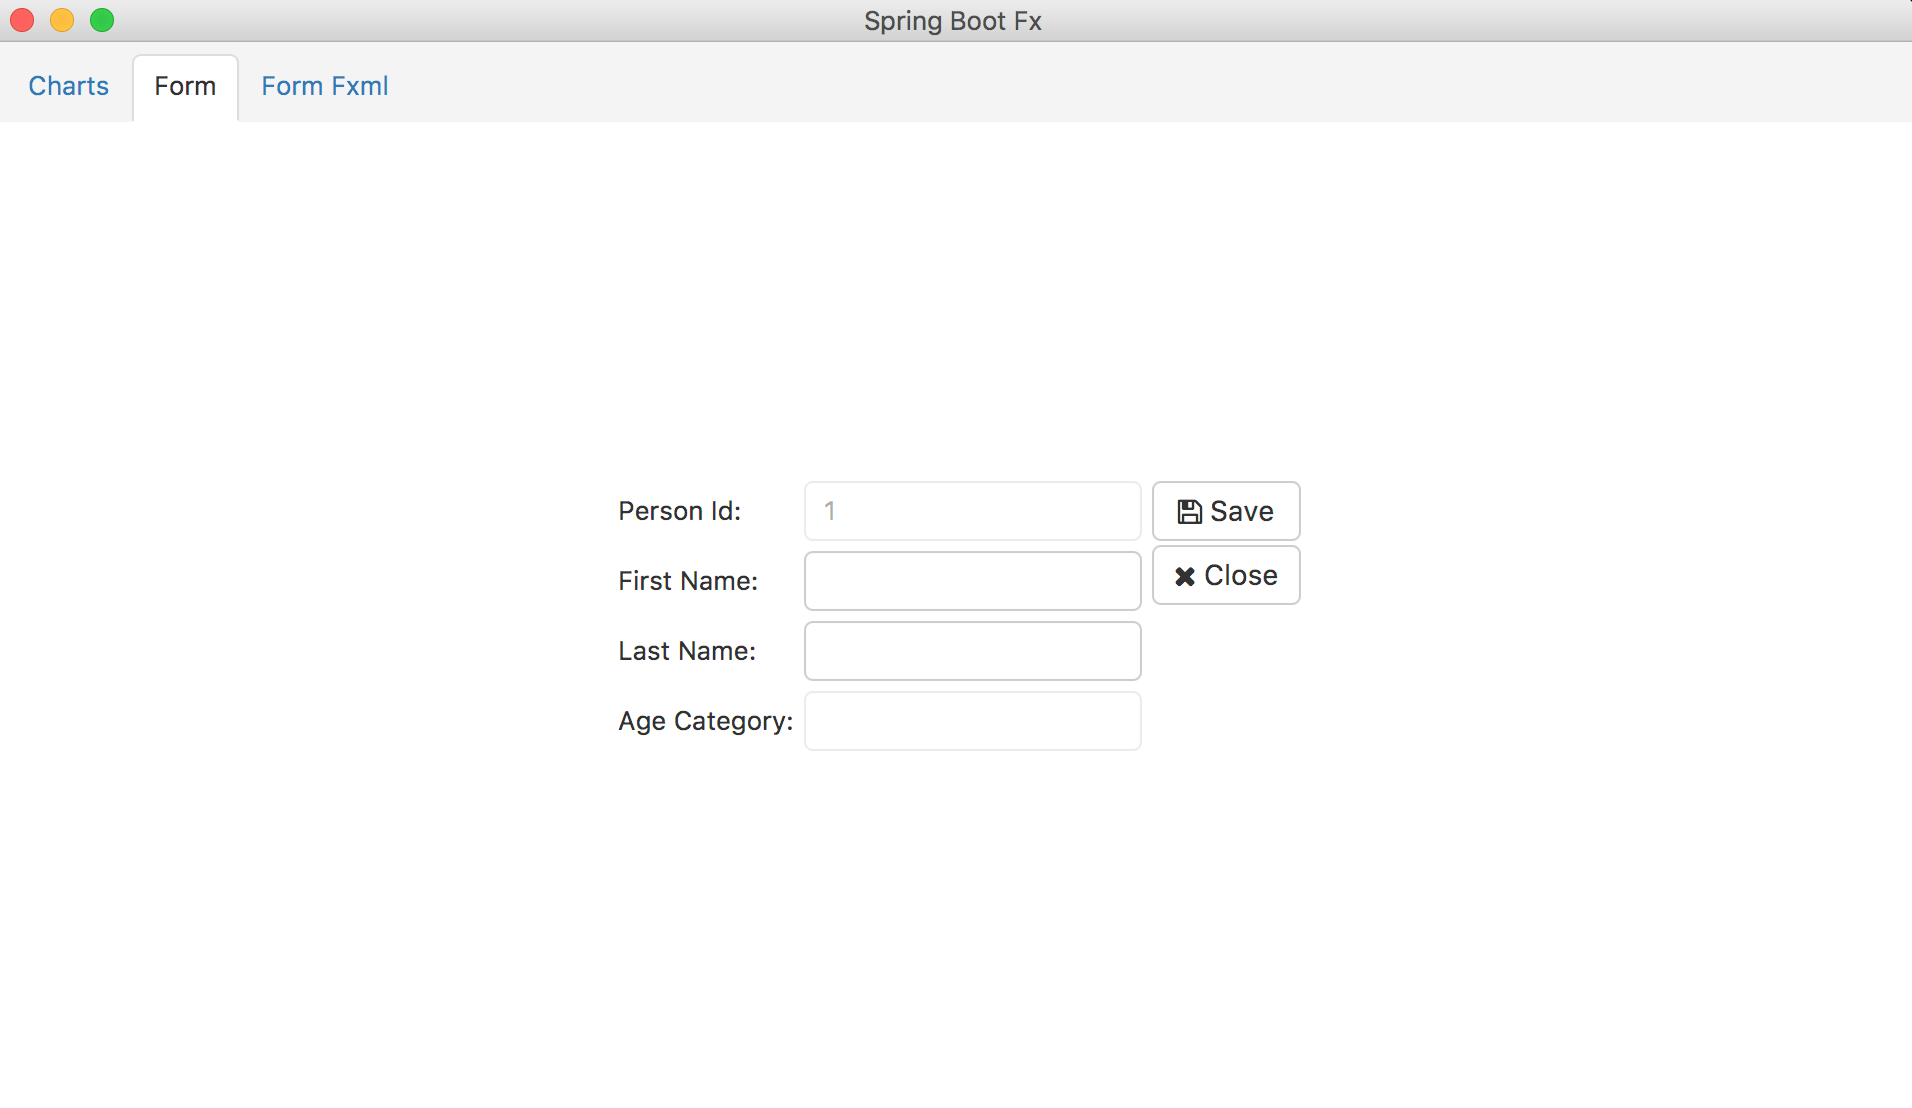 Spring Boot Fx
Charts Form Form Fxml
Person Id: 1 Save
First Name: Close
Last Name:
Age Category: